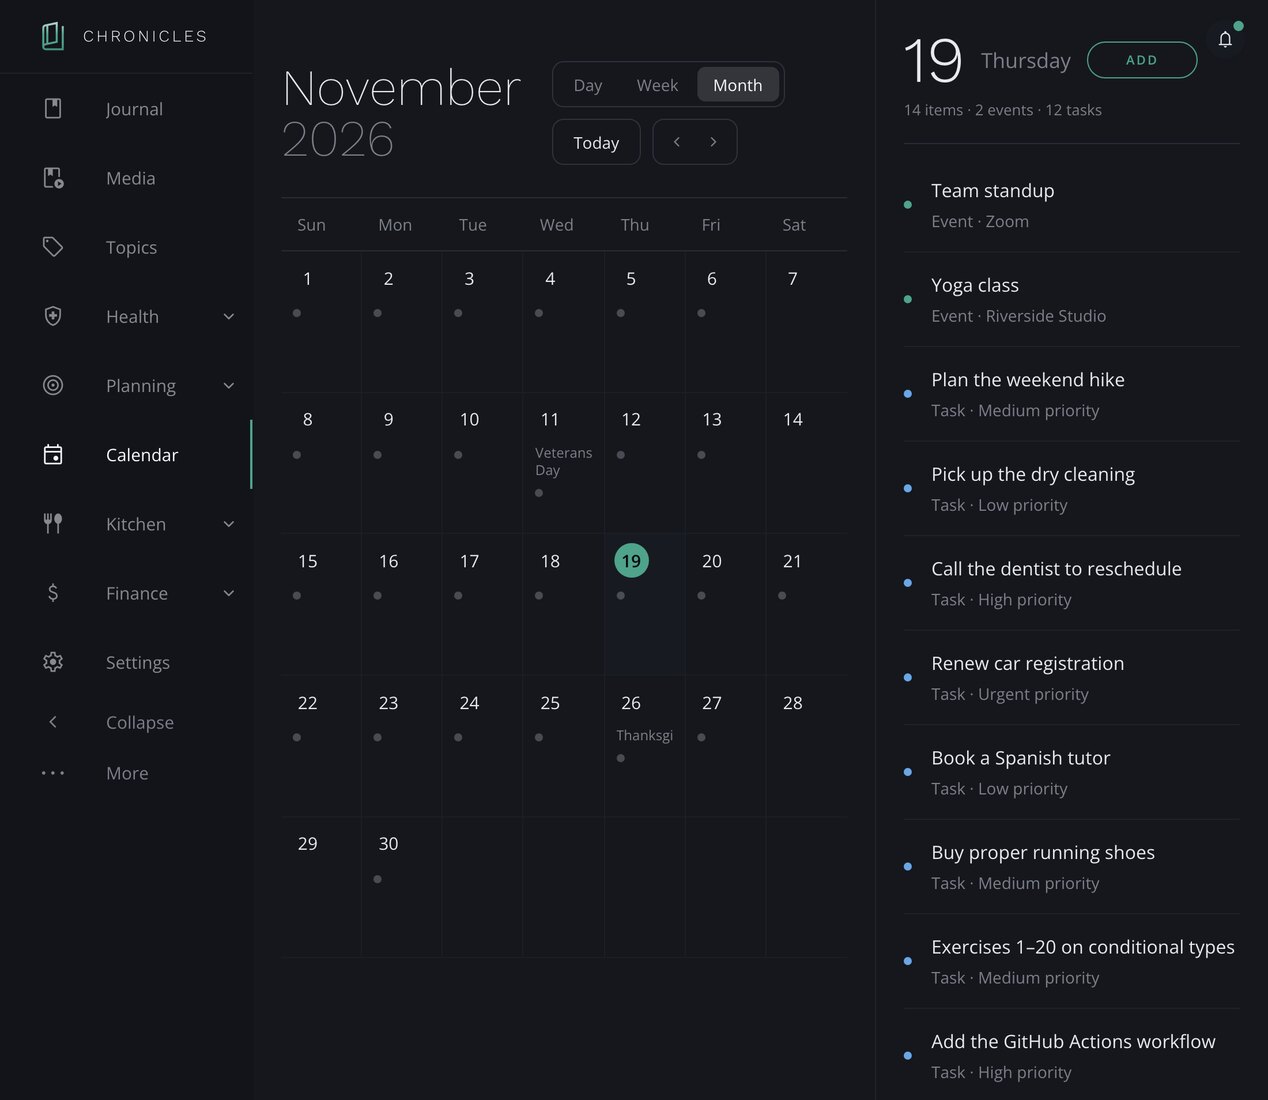 CHRONICLES
Journal
Media
Topics
Health
Planning
Calendar
Kitchen
Finance
Settings
Collapse
More
November
2026
Day Week Month
Today
Sun Mon Tue Wed Thu Fri Sat
1 2 3 4 5 6 7
8 9 10 11 12 13 14
Veterans
Day
15 16 17 18 19 20 21
22 23 24 25 26 27 28
Thanksgi
29 30
19 Thursday ADD
14 items · 2 events · 12 tasks
Team standup
Event · Zoom
Yoga class
Event · Riverside Studio
Plan the weekend hike
Task · Medium priority
Pick up the dry cleaning
Task · Low priority
Call the dentist to reschedule
Task · High priority
Renew car registration
Task · Urgent priority
Book a Spanish tutor
Task · Low priority
Buy proper running shoes
Task · Medium priority
Exercises 1–20 on conditional types
Task · Medium priority
Add the GitHub Actions workflow
Task · High priority